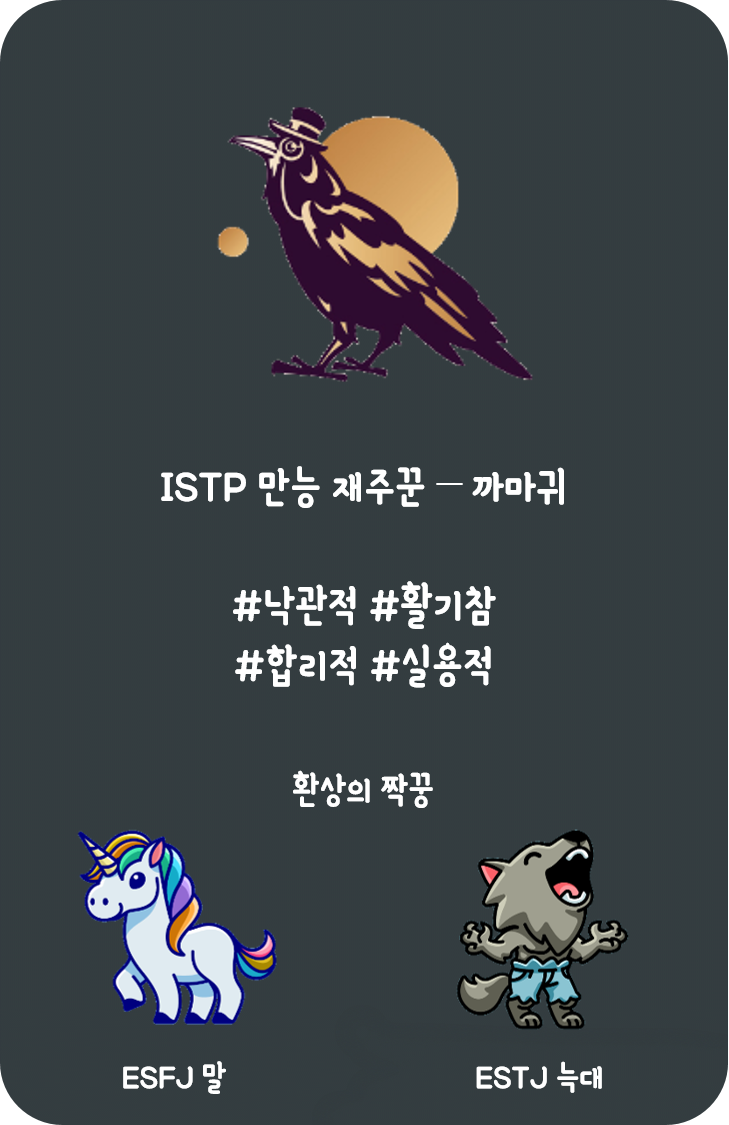 ISTP 만능 재주꾼 — 까마귀
#낙관적 #활기참
#합리적 #실용적
환상의 짝꿍
ESFJ 말
ESTJ 늑대